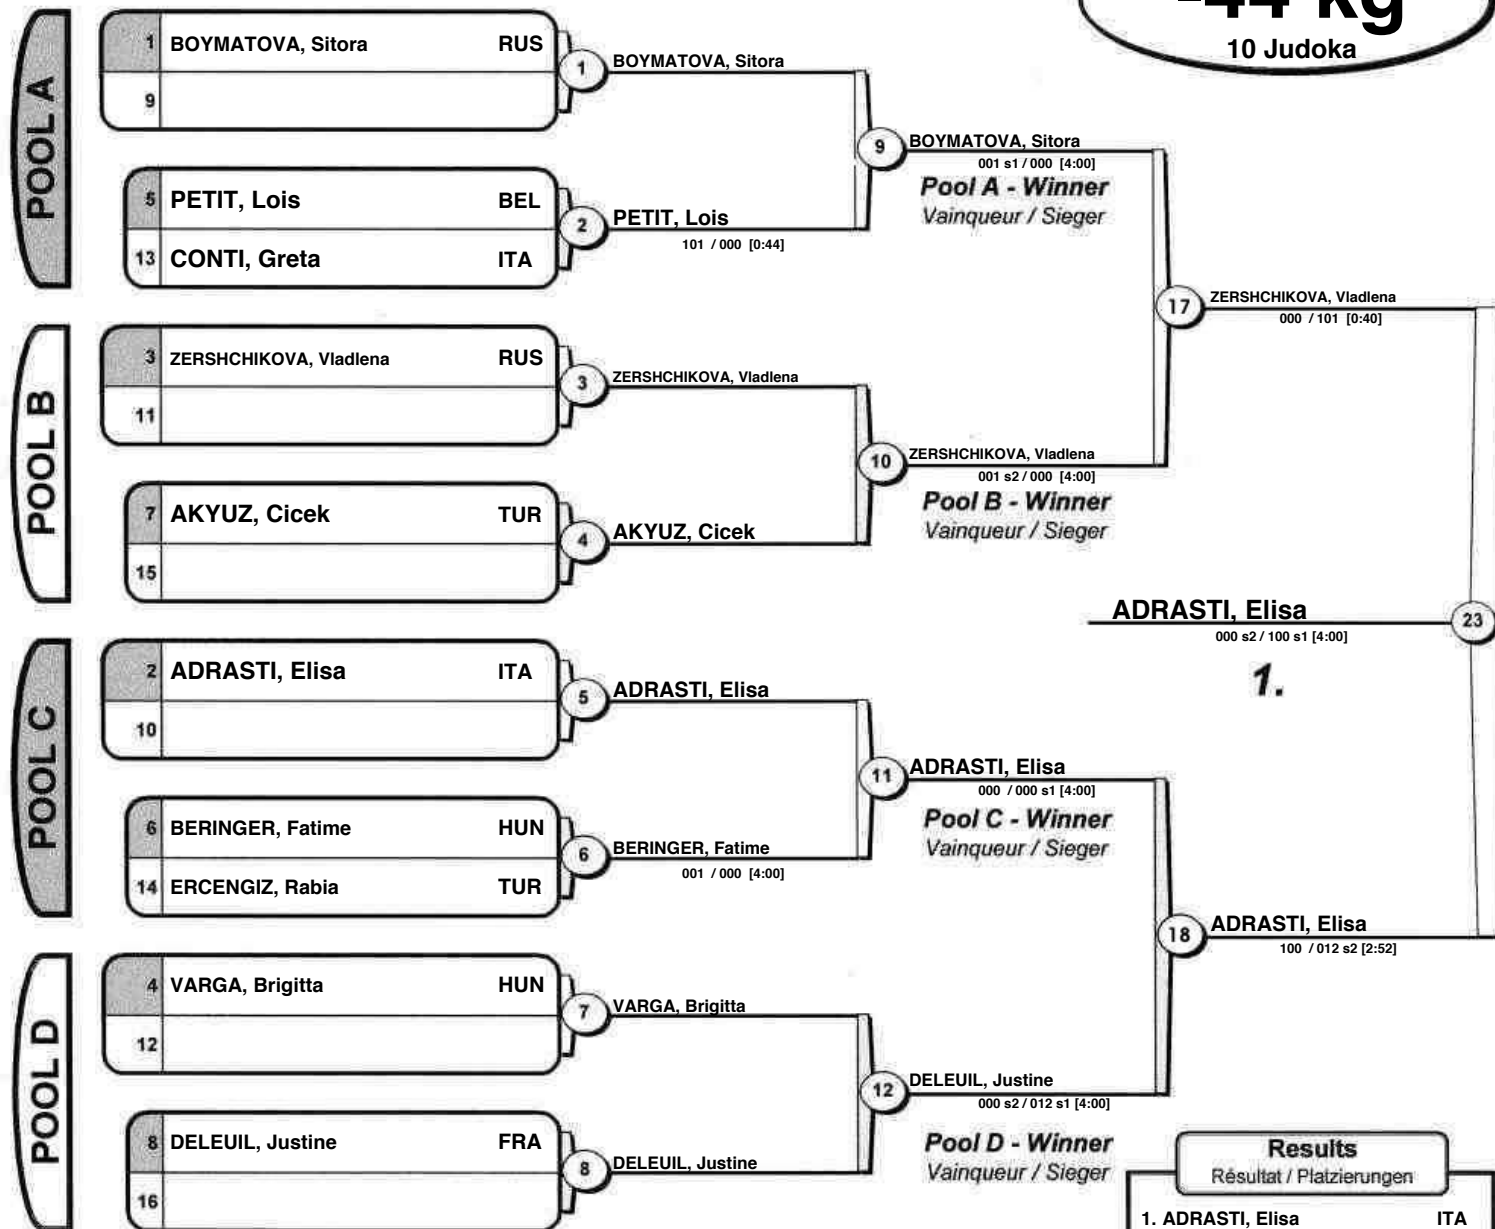 -44 kg
10 Judoka
POOL A
1 BOYMATOVA, Sitora RUS
9
1
BOYMATOVA, Sitora
5 PETIT, Lois BEL
13 CONTI, Greta ITA
2
PETIT, Lois
101 / 000 [0:44]
9
BOYMATOVA, Sitora
001 s1 / 000 [4:00]
Pool A - Winner
Vainqueur / Sieger
POOL B
3 ZERSHCHIKOVA, Vladlena RUS
11
3
ZERSHCHIKOVA, Vladlena
7 AKYUZ, Cicek TUR
15
4
AKYUZ, Cicek
10
ZERSHCHIKOVA, Vladlena
001 s2 / 000 [4:00]
Pool B - Winner
Vainqueur / Sieger
17
ZERSHCHIKOVA, Vladlena
000 / 101 [0:40]
ADRASTI, Elisa
000 s2 / 100 s1 [4:00]
1.
23
POOL C
2 ADRASTI, Elisa ITA
10
5
ADRASTI, Elisa
6 BERINGER, Fatime HUN
14 ERCENGIZ, Rabia TUR
6
BERINGER, Fatime
001 / 000 [4:00]
11
ADRASTI, Elisa
000 / 000 s1 [4:00]
Pool C - Winner
Vainqueur / Sieger
POOL D
4 VARGA, Brigitta HUN
12
7
VARGA, Brigitta
8 DELEUIL, Justine FRA
16
8
DELEUIL, Justine
12
DELEUIL, Justine
000 s2 / 012 s1 [4:00]
Pool D - Winner
Vainqueur / Sieger
18
ADRASTI, Elisa
100 / 012 s2 [2:52]
Results
Résultat / Platzierungen
1. ADRASTI, Elisa ITA